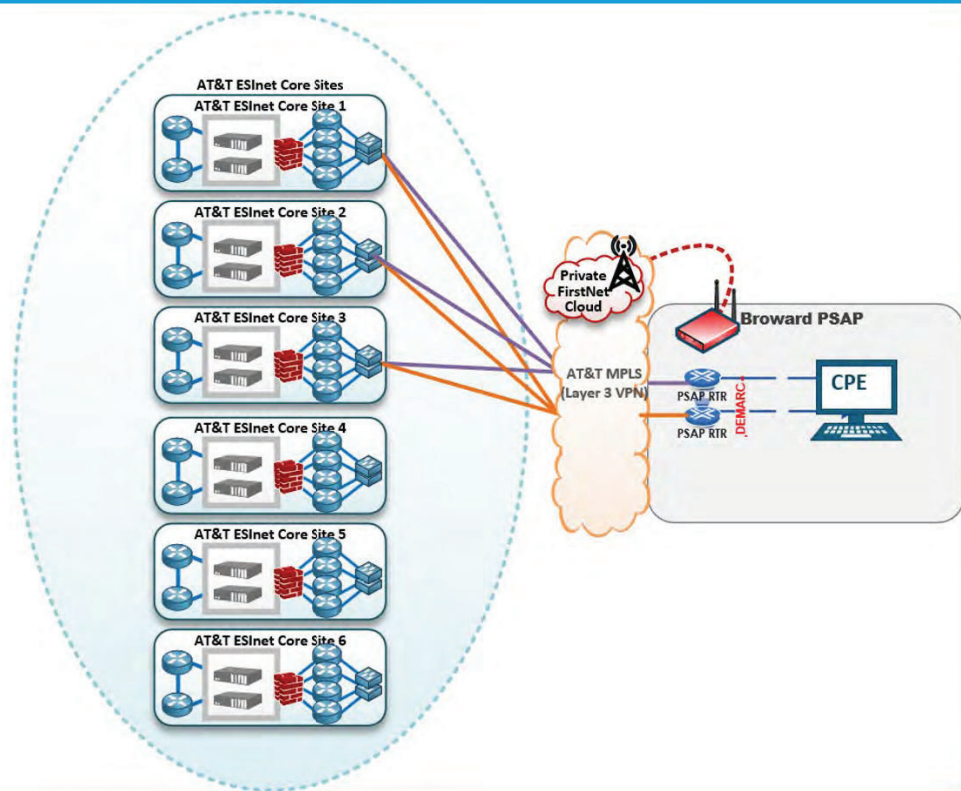 AT&T ESInet Core Sites
AT&T ESInet Core Site 1
AT&T ESInet Core Site 2
AT&T ESInet Core Site 3
AT&T ESInet Core Site 4
AT&T ESInet Core Site 5
AT&T ESInet Core Site 6
Private
FirstNet
Cloud
AT&T MPLS
(Layer 3 VPN)
Broward PSAP
PSAP RTR
PSAP RTR
DEMARC
CPE